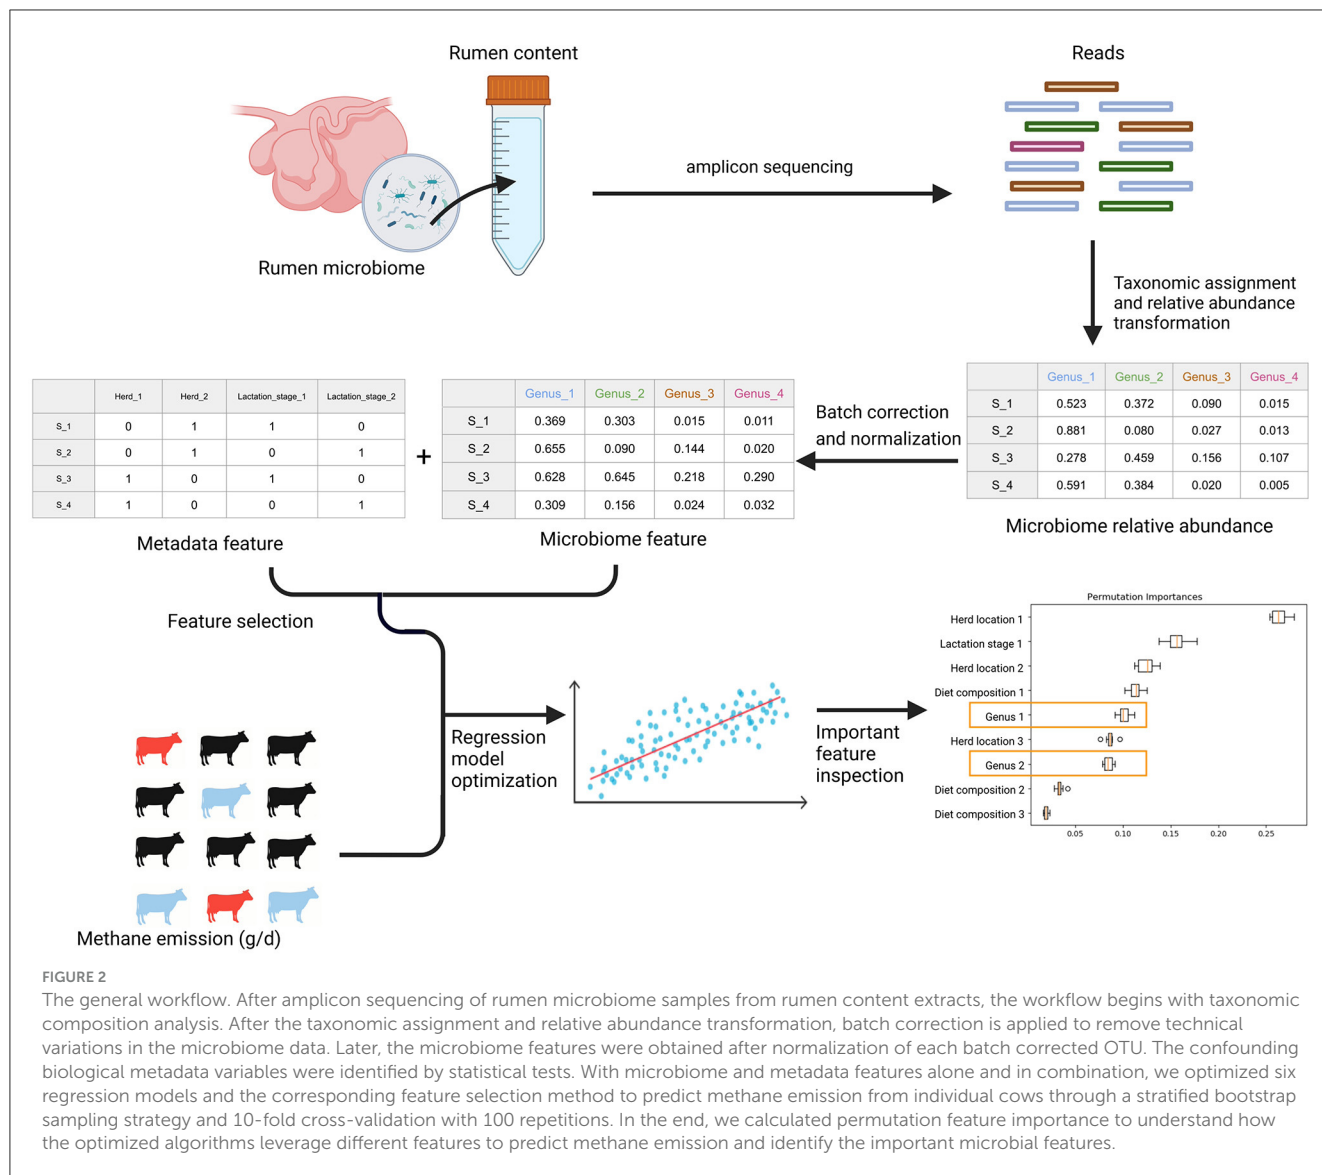 Rumen content
Reads
amplicon sequencing
Rumen microbiome
Taxonomic assignment
and relative abundance
transformation
Herd_1 Herd_2 Lactation_stage_1 Lactation_stage_2
S_1 0 1 1 0
S_2 0 1 0 1
S_3 1 0 1 0
S_4 1 0 0 1
Metadata feature
+
Genus_1 Genus_2 Genus_3 Genus_4
S_1 0.369 0.303 0.015 0.011
S_2 0.655 0.090 0.144 0.020
S_3 0.628 0.645 0.218 0.290
S_4 0.309 0.156 0.024 0.032
Microbiome feature
Batch correction
and normalization
Genus_1 Genus_2 Genus_3 Genus_4
S_1 0.523 0.372 0.090 0.015
S_2 0.881 0.080 0.027 0.013
S_3 0.278 0.459 0.156 0.107
S_4 0.591 0.384 0.020 0.005
Microbiome relative abundance
Feature selection
Methane emission (g/d)
Regression
model
optimization
Important
feature
inspection
Permutation Importances
Herd location 1
Lactation stage 1
Herd location 2
Diet composition 1
Genus 1
Herd location 3
Genus 2
Diet composition 2
Diet composition 3
0.05 0.10 0.15 0.20 0.25
FIGURE 2
The general workflow. After amplicon sequencing of rumen microbiome samples from rumen content extracts, the workflow begins with taxonomic
composition analysis. After the taxonomic assignment and relative abundance transformation, batch correction is applied to remove technical
variations in the microbiome data. Later, the microbiome features were obtained after normalization of each batch corrected OTU. The confounding
biological metadata variables were identified by statistical tests. With microbiome and metadata features alone and in combination, we optimized six
regression models and the corresponding feature selection method to predict methane emission from individual cows through a stratified bootstrap
sampling strategy and 10-fold cross-validation with 100 repetitions. In the end, we calculated permutation feature importance to understand how
the optimized algorithms leverage different features to predict methane emission and identify the important microbial features.